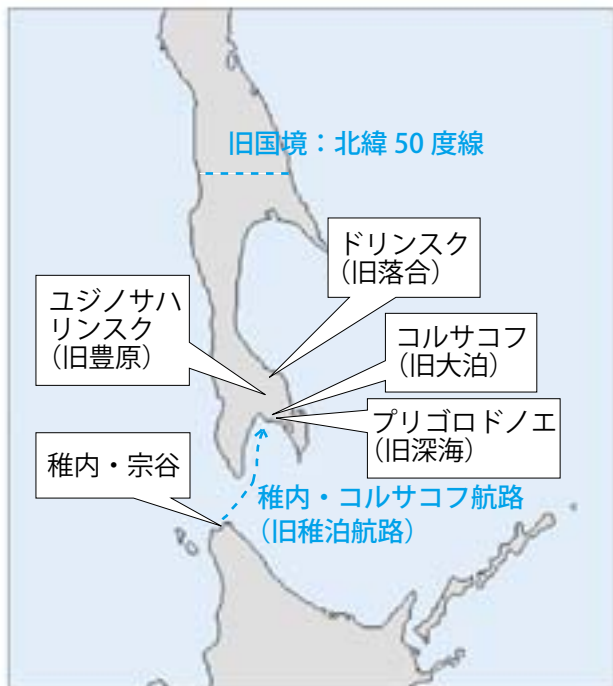 旧国境:北緯 50 度線
ドリンスク
(旧落合)
ユジノサハ
リンスク
(旧豊原)
コルサコフ
(旧大泊)
プリゴロドノエ
(旧深海)
稚内・宗谷
稚内・コルサコフ航路
(旧稚泊航路)